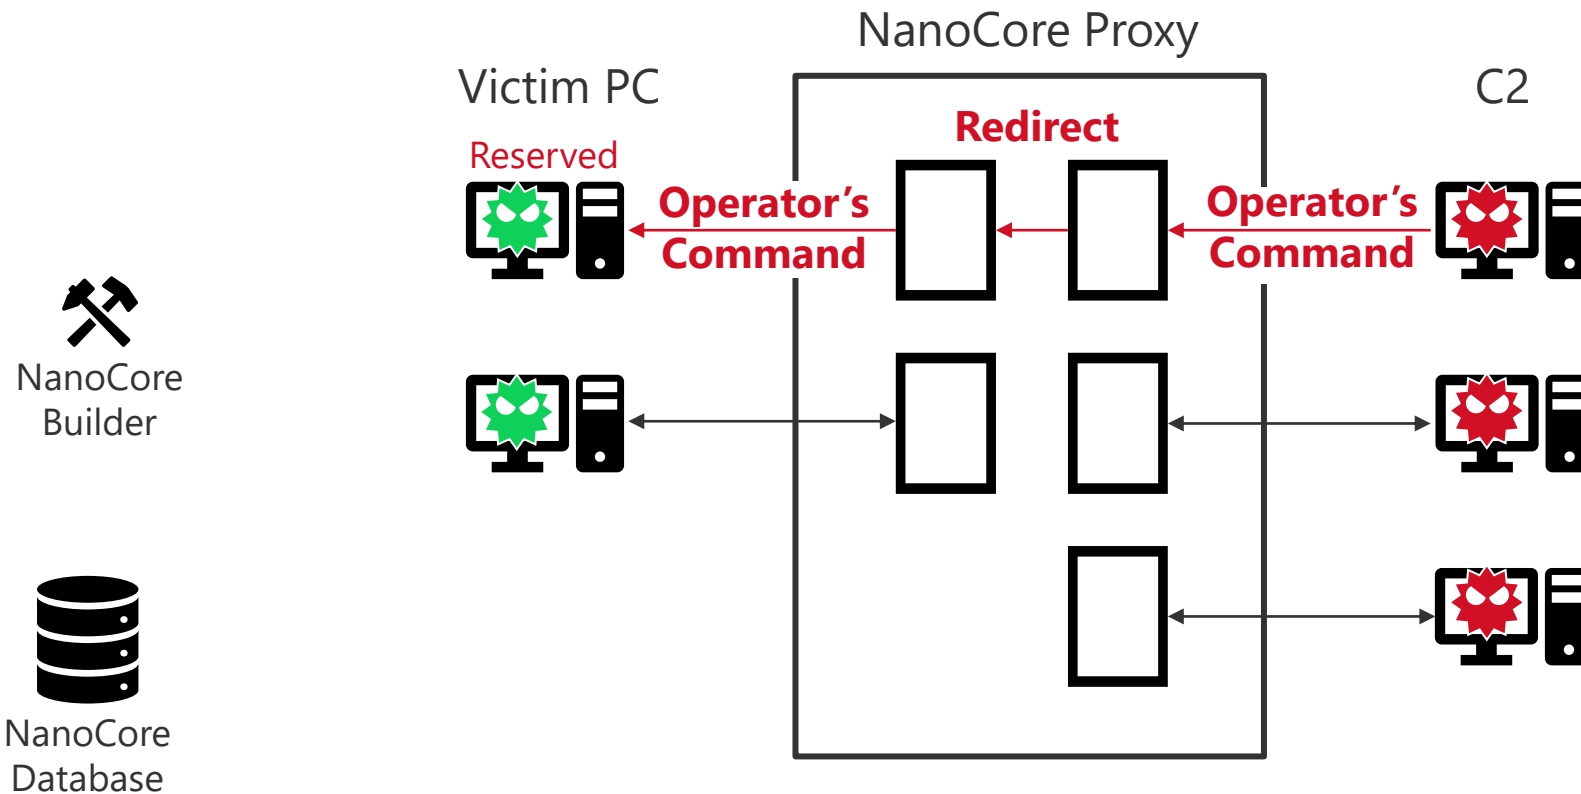 NanoCore Proxy
Victim PC
C2
Redirect
Reserved
Operator’s
Command
Operator’s
Command
NanoCore
Builder
NanoCore
Database